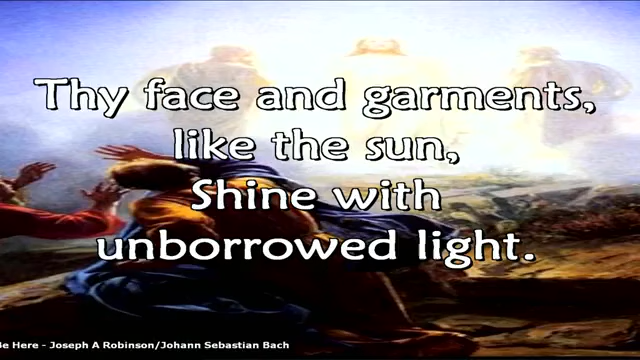 Thy face and garments,
like the sun,
Shine with
unborrowed light.
Be Here - Joseph A Robinson/Johann Sebastian Bach